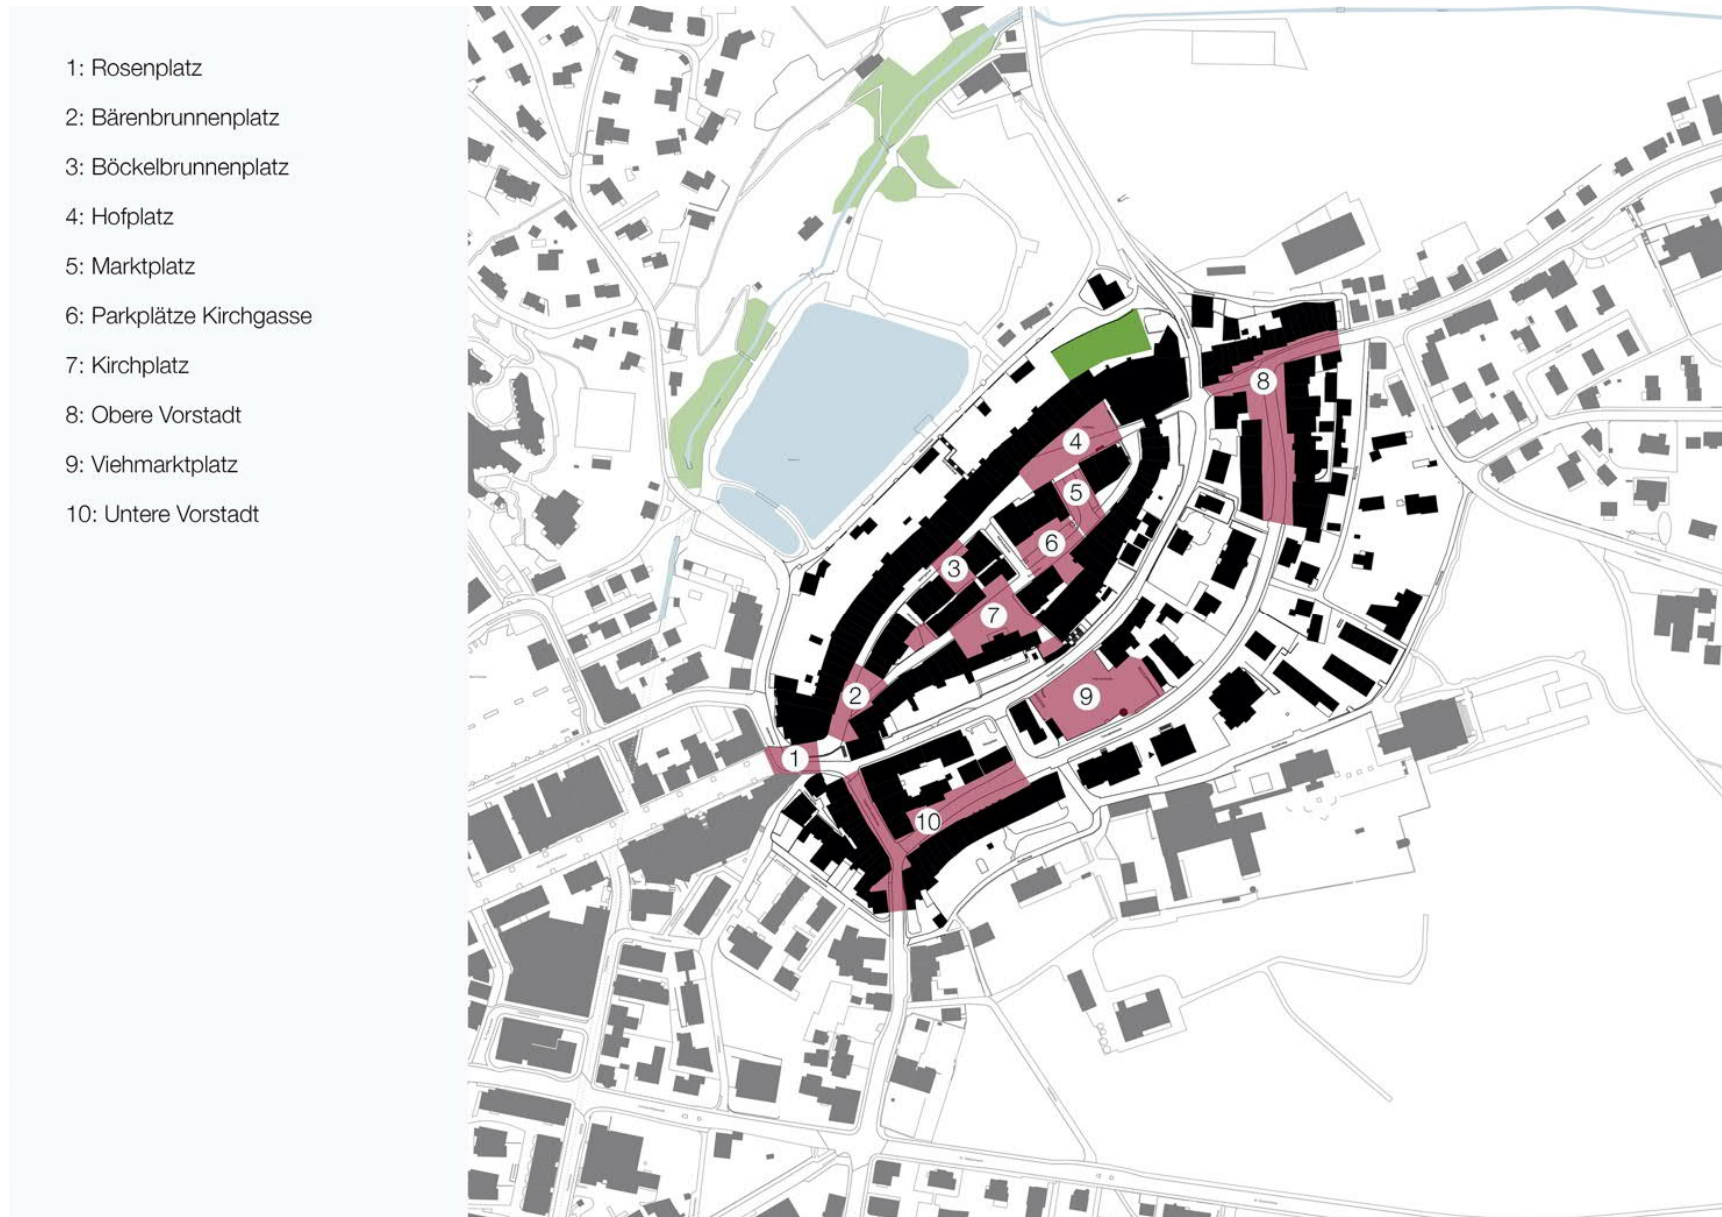 1: Rosenplatz
2: Bärenbrunnenplatz
3: Böckelbrunnenplatz
4: Hofplatz
5: Marktplatz
6: Parkplätze Kirchgasse
7: Kirchplatz
8: Obere Vorstadt
9: Viehmarktplatz
10: Untere Vorstadt
8
4
5
6
3
7
2
9
1
10